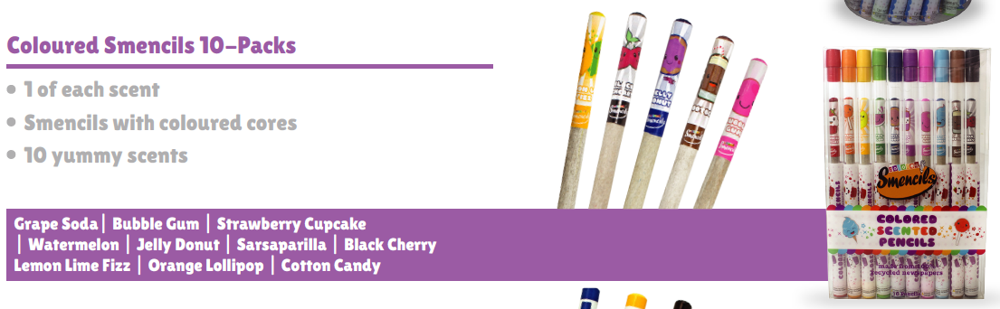 Coloured Smencils 10-Packs
1 of each scent
Smencils with coloured cores
10 yummy scents
Grape Soda | Bubble Gum | Strawberry Cupcake
| Watermelon | Jelly Donut | Sarsaparilla | Black Cherry
Lemon Lime Fizz | Orange Lollipop | Cotton Candy
Smencils
COLORED
SCENTED
PENCILS
made from 100%
recycled newspapers